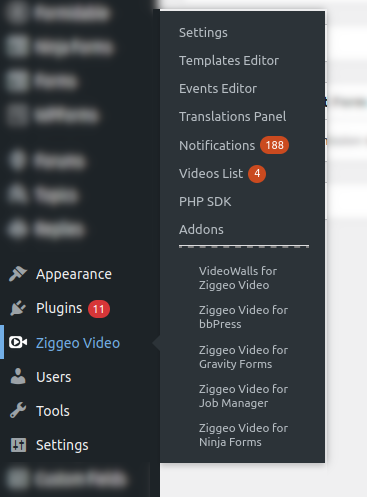 Settings
Templates Editor
Events Editor
Translations Panel
Notifications 188
Videos List 4
PHP SDK
Addons
VideoWalls for
Ziggeo Video
Ziggeo Video for
bbPress
Ziggeo Video for
Gravity Forms
Ziggeo Video for
Job Manager
Ziggeo Video for
Ninja Forms
Appearance
Plugins 11
Ziggeo Video
Users
Tools
Settings